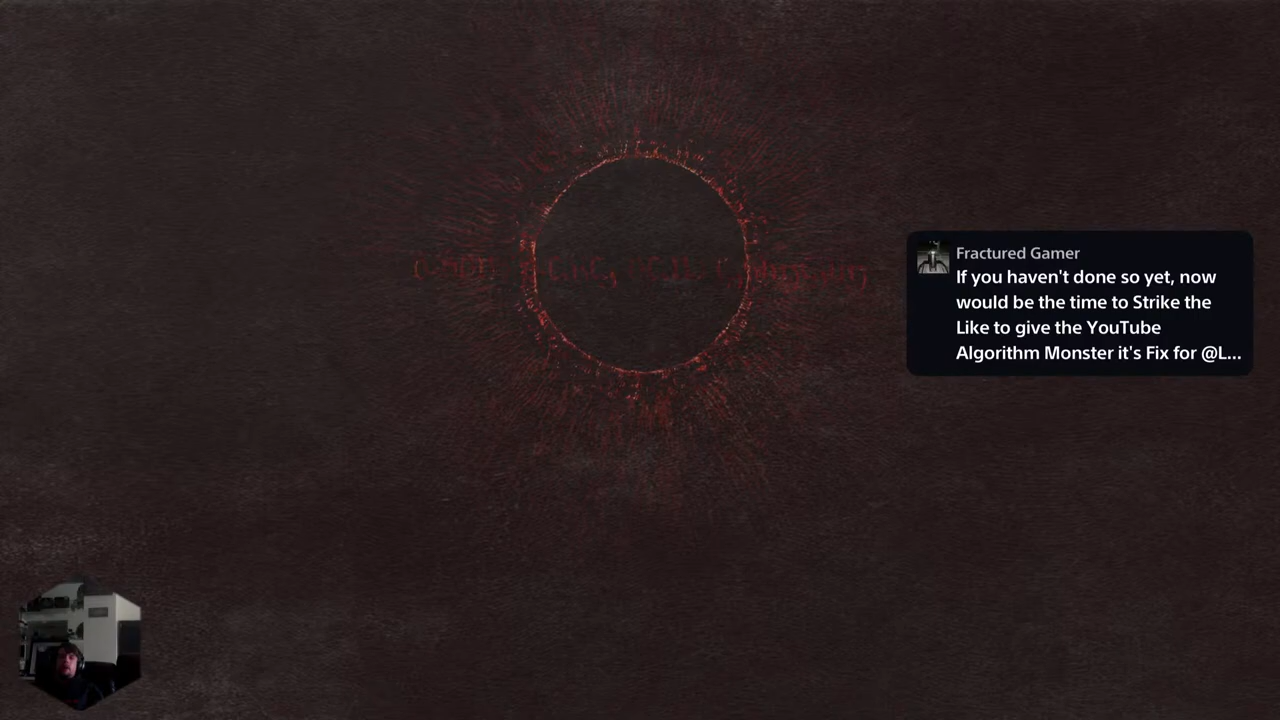 Fractured Gamer
If you haven't done so yet, now
would be the time to Strike the
Like to give the YouTube
Algorithm Monster it's Fix for @L...